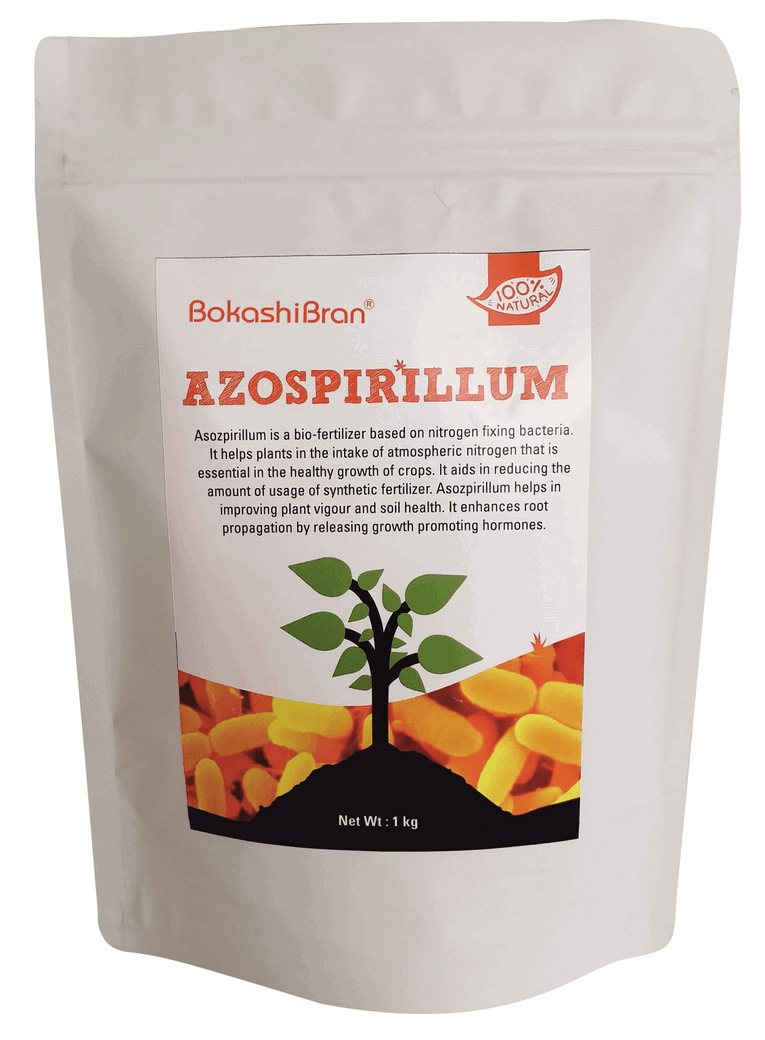 BokashiBran®
100%
NATURAL
AZOSPIRILLUM
Asozpirillum is a bio-fertilizer based on nitrogen fixing bacteria.
It helps plants in the intake of atmospheric nitrogen that is
essential in the healthy growth of crops. It aids in reducing the
amount of usage of synthetic fertilizer. Asozpirillum helps in
improving plant vigour and soil health. It enhances root
propagation by releasing growth promoting hormones.
Net Wt : 1 kg